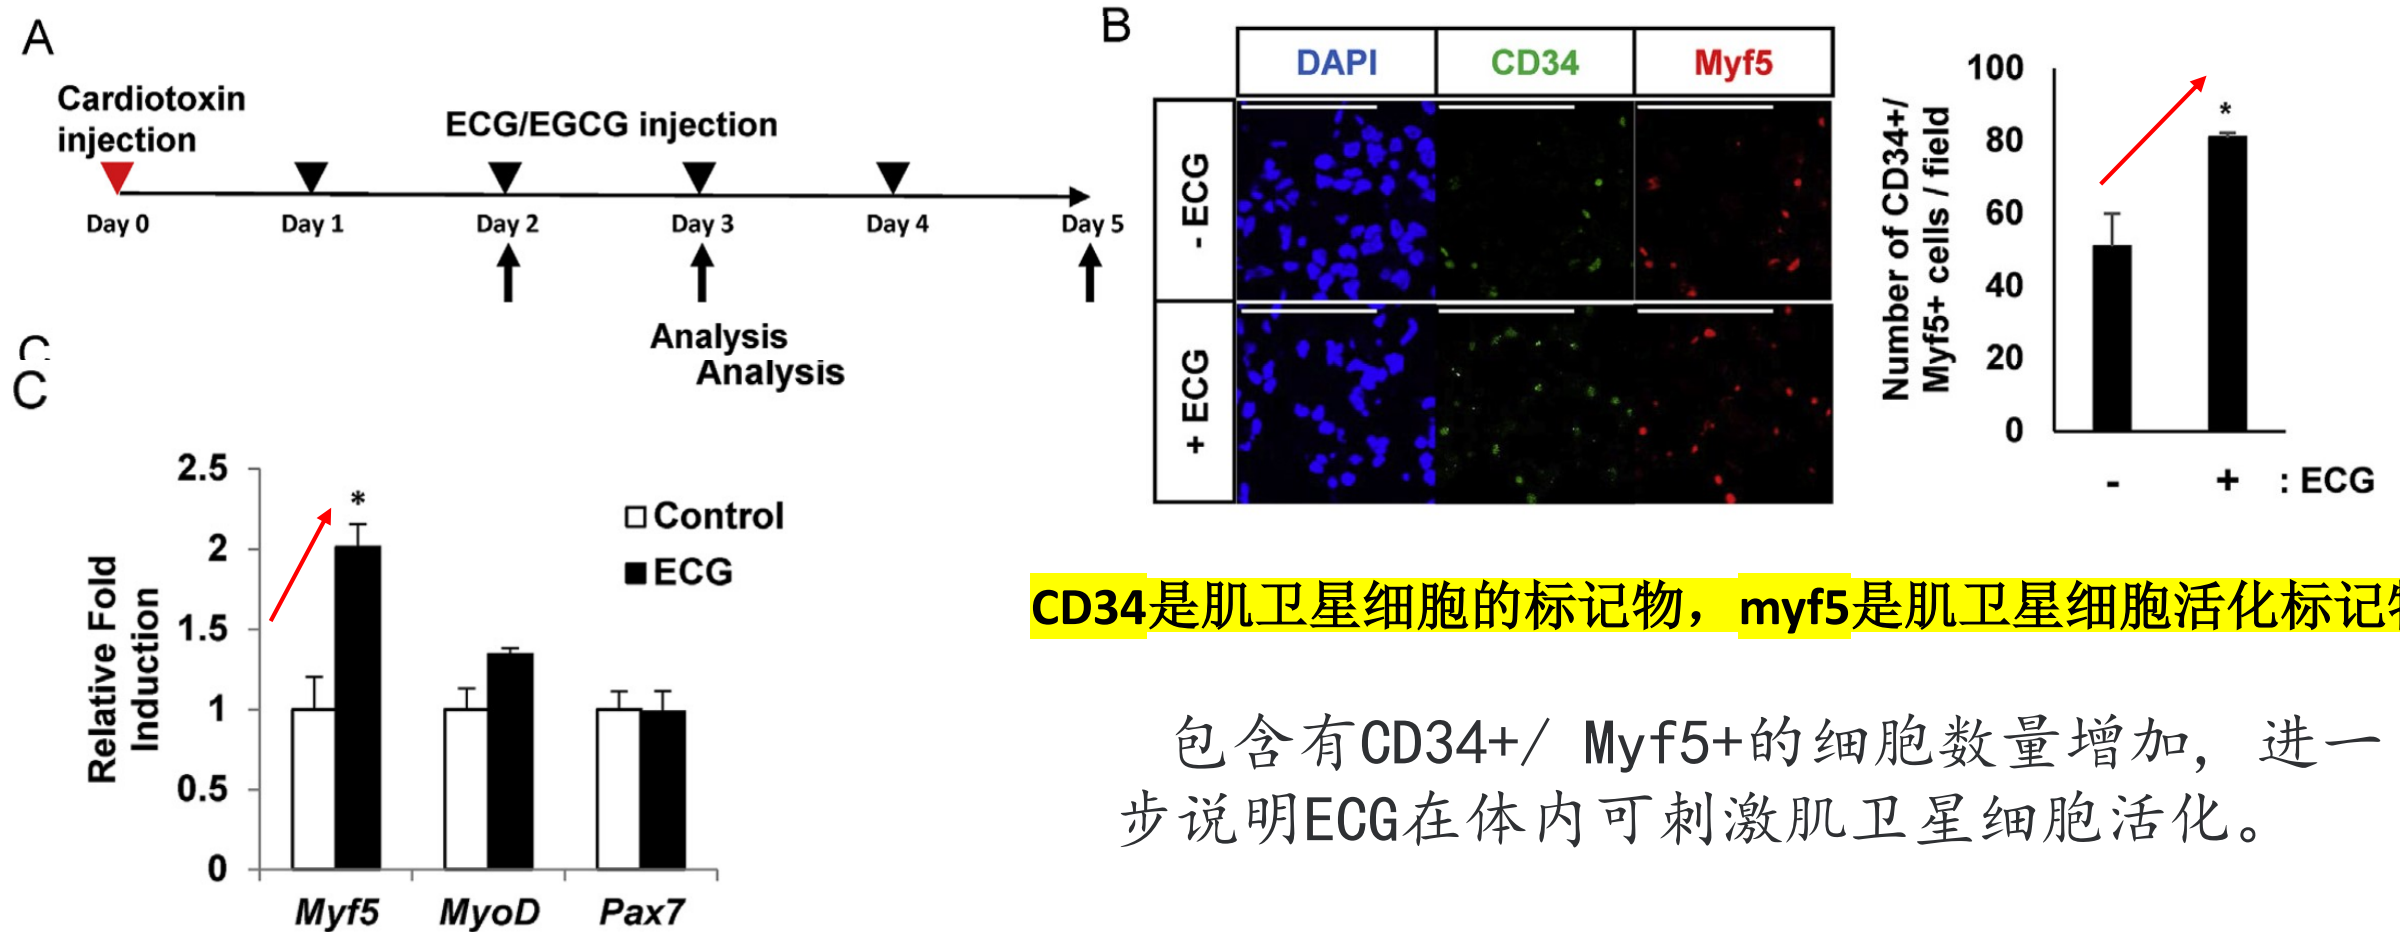 A
Cardiotoxin
injection
ECG/EGCG injection
Day 0
Day 1
Day 2
Day 3
Day 4
Day 5
Analysis
Analysis
B
DAPI
CD34
Myf5
- ECG
+ ECG
Number of CD34+/
Myf5+ cells / field
100
80
60
40
20
0
*
-
+
: ECG
C
C
Relative Fold
Induction
2.5
2
1.5
1
0.5
0
*
Control
ECG
Myf5
MyoD
Pax7
CD34是肌卫星细胞的标记物，myf5是肌卫星细胞活化标记物
包含有CD34+/ Myf5+的细胞数量增加，进一
步说明ECG在体内可刺激肌卫星细胞活化。